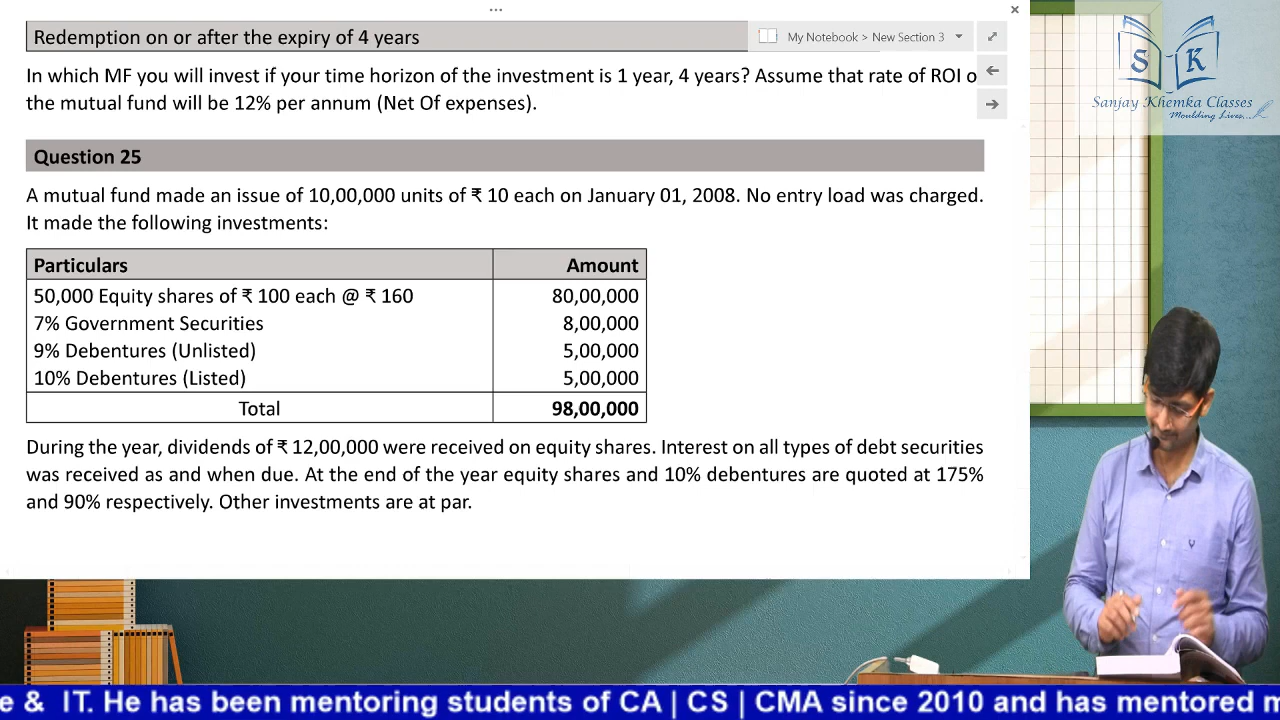 Redemption on or after the expiry of 4 years
My Notebook > New Section 3
In which MF you will invest if your time horizon of the investment is 1 year, 4 years? Assume that rate of ROI o
the mutual fund will be 12% per annum (Net Of expenses).
Question 25
A mutual fund made an issue of 10,00,000 units of ₹ 10 each on January 01, 2008. No entry load was charged.
It made the following investments:
Particulars Amount
50,000 Equity shares of ₹ 100 each @ ₹ 160 80,00,000
7% Government Securities 8,00,000
9% Debentures (Unlisted) 5,00,000
10% Debentures (Listed) 5,00,000
Total 98,00,000
During the year, dividends of ₹ 12,00,000 were received on equity shares. Interest on all types of debt securities
was received as and when due. At the end of the year equity shares and 10% debentures are quoted at 175%
and 90% respectively. Other investments are at par.
S K
Sanjay Khemka Classes
Moulding Lives...
e & IT. He has been mentoring students of CA | CS | CMA since 2010 and has mentored m